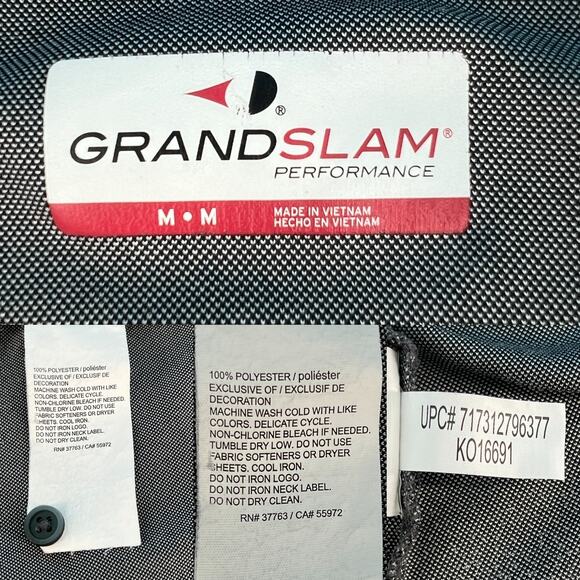 GRANDSLAM®
PERFORMANCE
M • M
MADE IN VIETNAM
HECHO EN VIETNAM
100% POLYESTER / poliéster
EXCLUSIVE OF / EXCLUSIF DE
DECORATION
MACHINE WASH COLD WITH LIKE
COLORS. DELICATE CYCLE.
NON-CHLORINE BLEACH IF NEEDED.
TUMBLE DRY LOW. DO NOT USE
FABRIC SOFTENERS OR DRYER
SHEETS. COOL IRON.
DO NOT IRON LOGO.
DO NOT IRON NECK LABEL.
DO NOT DRY CLEAN.
RN# 37763 / CA# 55972
100% POLYESTER / poliéster
EXCLUSIVE OF / EXCLUSIF DE
DECORATION
MACHINE WASH COLD WITH LIKE
COLORS. DELICATE CYCLE.
NON-CHLORINE BLEACH IF NEEDED.
TUMBLE DRY LOW. DO NOT USE
FABRIC SOFTENERS OR DRYER
SHEETS. COOL IRON.
DO NOT IRON LOGO.
DO NOT IRON NECK LABEL.
DO NOT DRY CLEAN.
RN# 37763 / CA# 55972
UPC# 717312796377
KO16691